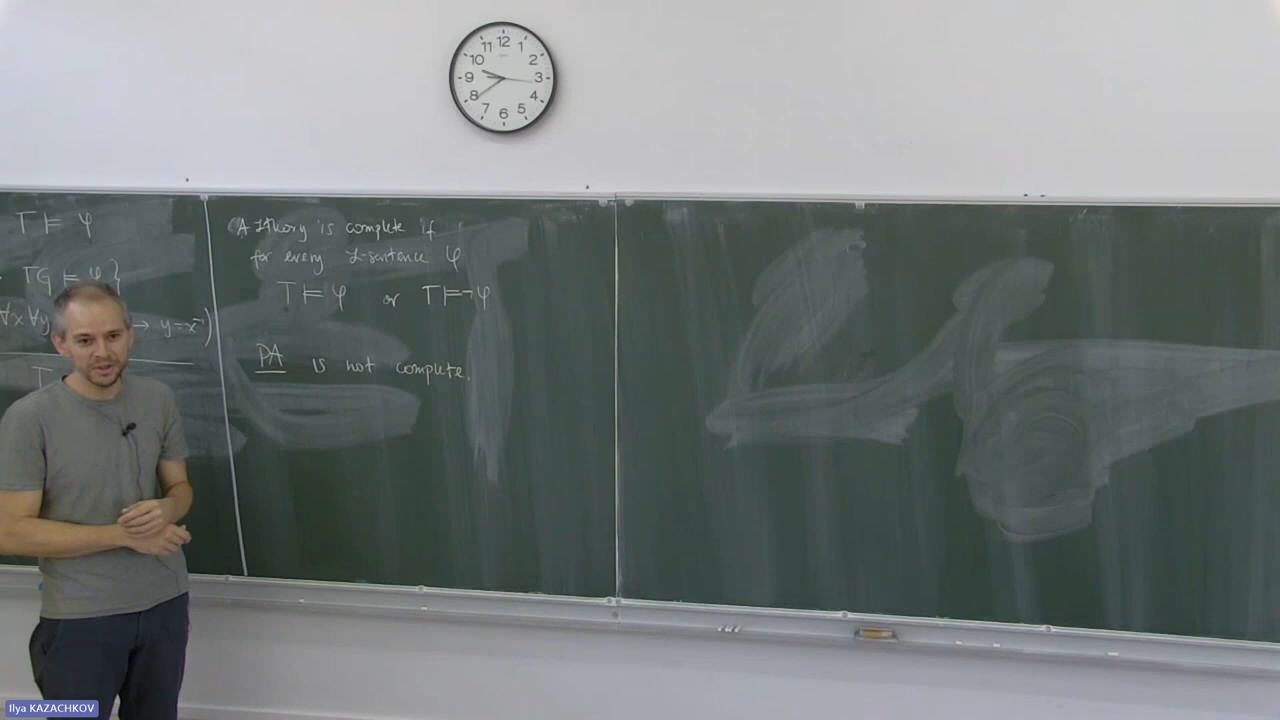 11 12 1
10 2
9 3
8 4
7 6 5
T ⊨ φ
TG ⊨ φ}
∀x ∀y → y=x⁻¹)
T
A theory is complete if
for every L-sentence φ
T ⊨ φ or T ⊨ ¬φ
PA is not complete.
Ilya KAZACHKOV